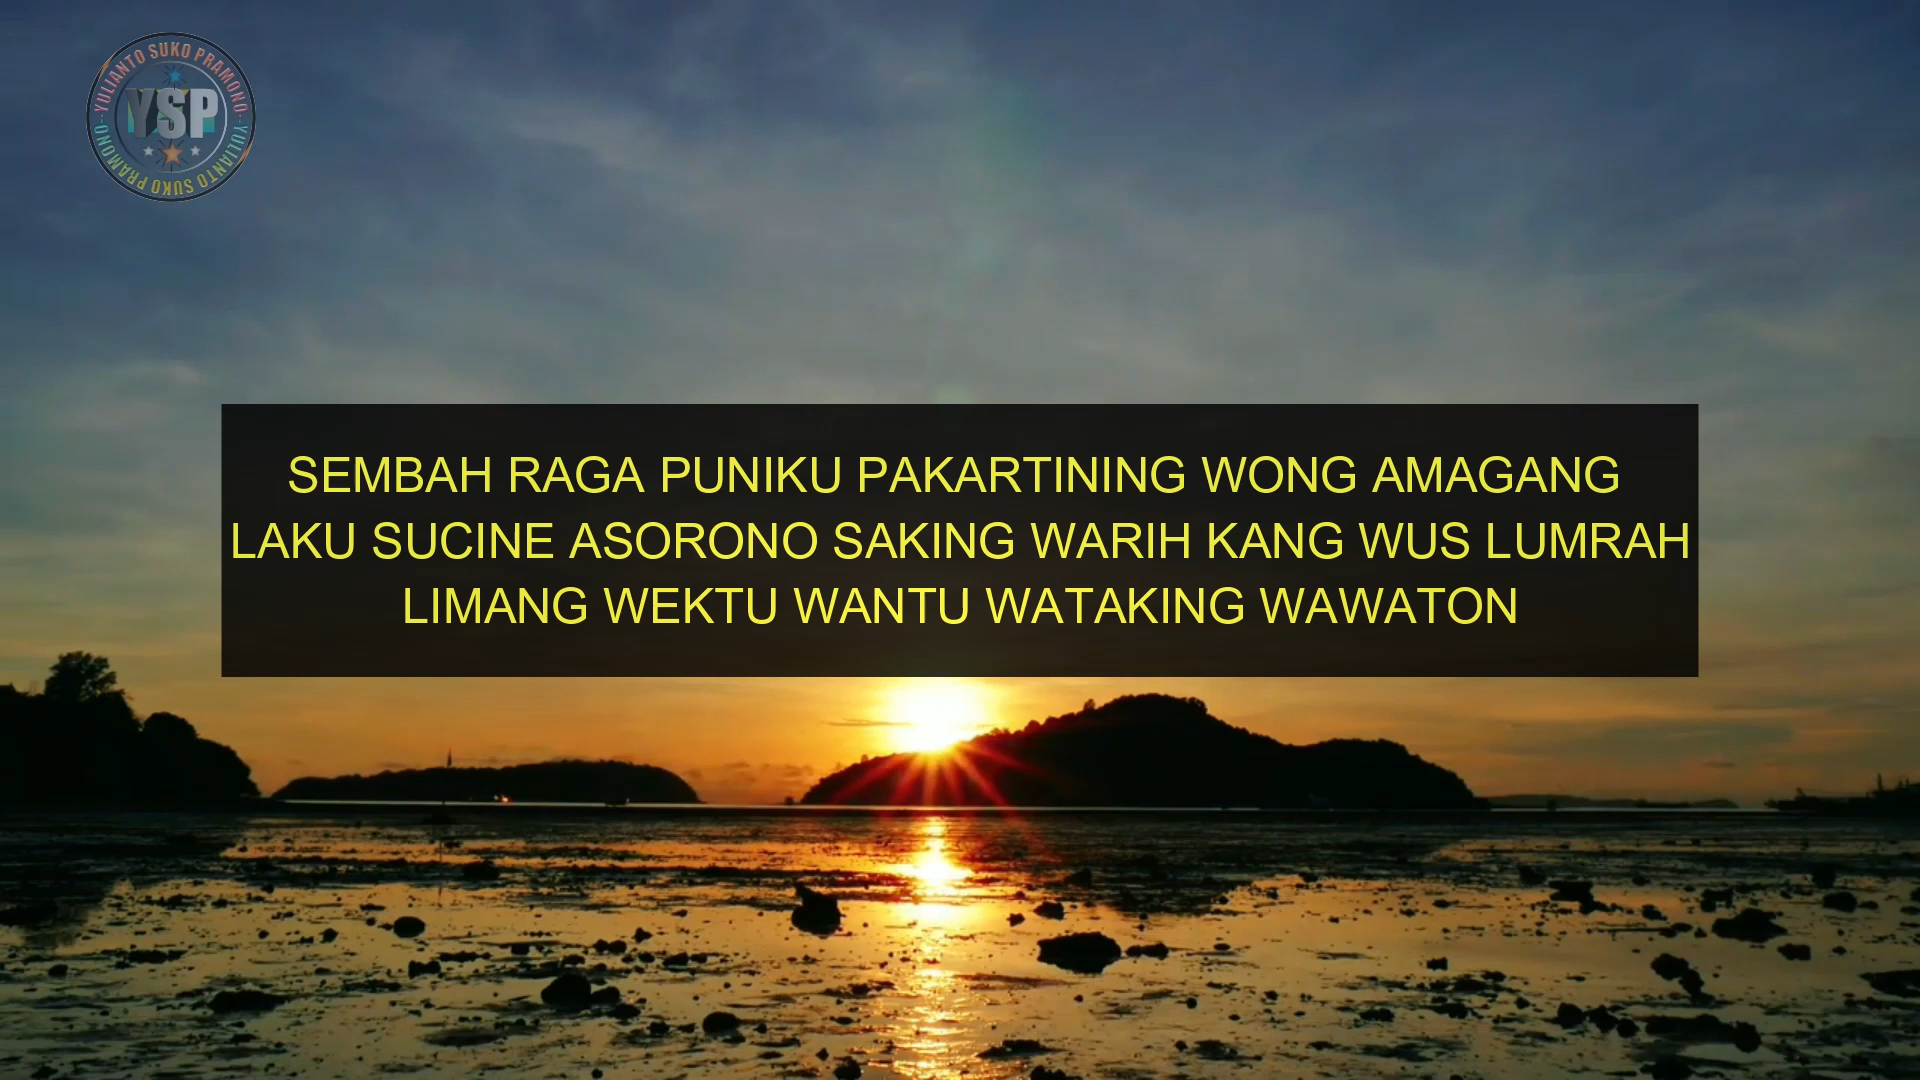 YULIANTO SUKO PRAMONO
YSP
YULIANTO SUKO PRAMONO
SEMBAH RAGA PUNIKU PAKARTINING WONG AMAGANG
LAKU SUCINE ASORONO SAKING WARIH KANG WUS LUMRAH
LIMANG WEKTU WANTU WATAKING WAWATON